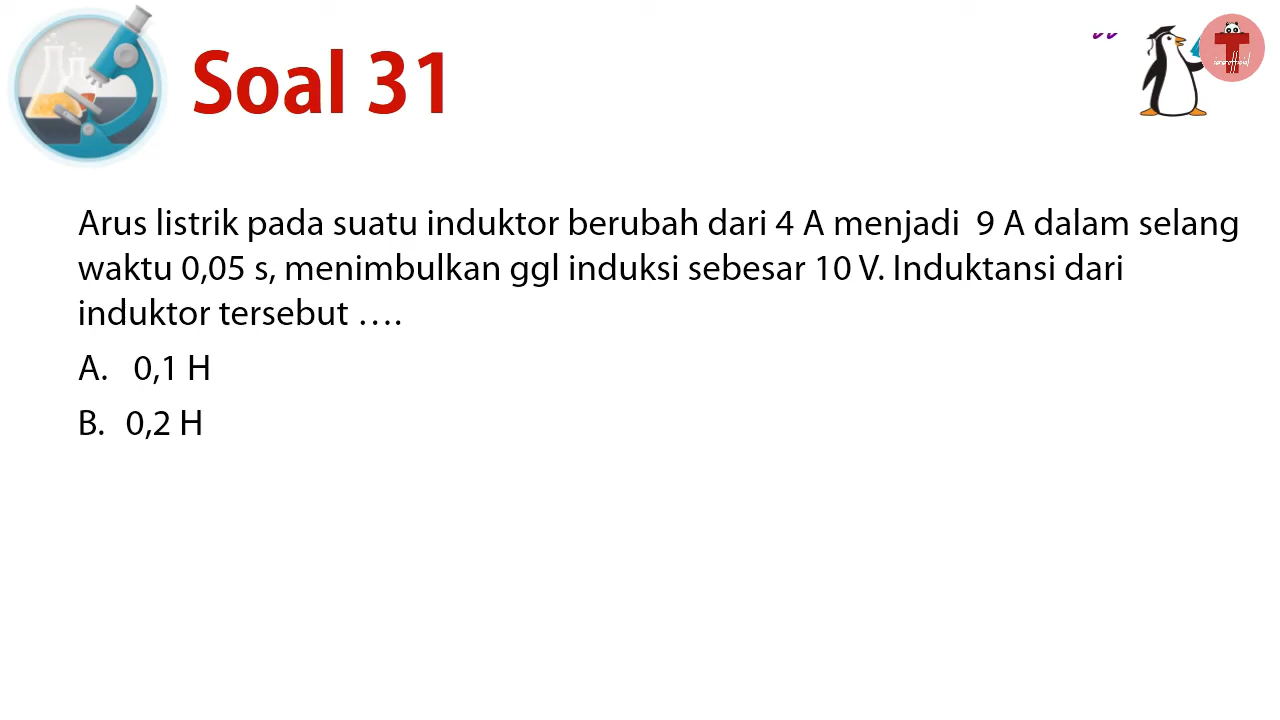 Soal 31
Arus listrik pada suatu induktor berubah dari 4 A menjadi 9 A dalam selang
waktu 0,05 s, menimbulkan ggl induksi sebesar 10 V. Induktansi dari
induktor tersebut ….
A. 0,1 H
B. 0,2 H
T